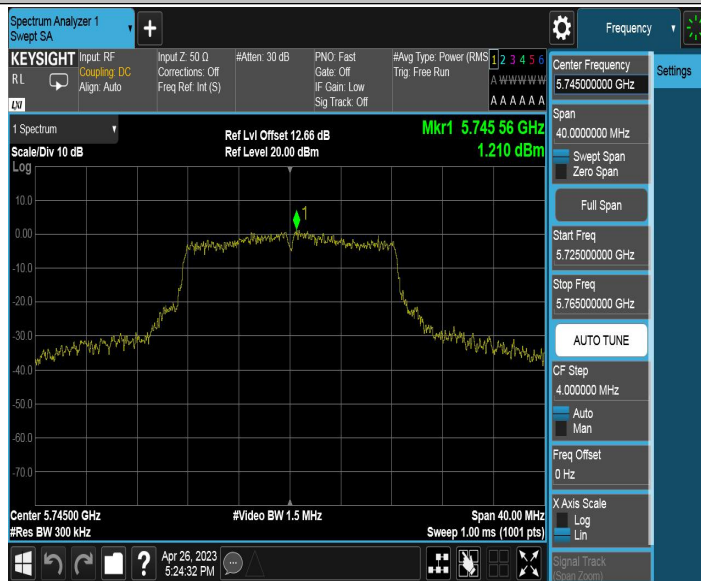 Spectrum Analyzer 1
Swept SA
+
Frequency
KEYSIGHT
RL
LXI
Input: RF
Coupling: DC
Align: Auto
Input Z: 50 Ω
Corrections: Off
Freq Ref: Int (S)
#Atten: 30 dB
PNO: Fast
Gate: Off
IF Gain: Low
Sig Track: Off
#Avg Type: Power (RMS
Trig: Free Run
1 2 3 4 5 6
A W W W W W
A A A A A A
Settings
1 Spectrum
Scale/Div 10 dB
Ref Lvl Offset 12.66 dB
Ref Level 20.00 dBm
Mkr1 5.745 56 GHz
1.210 dBm
Log
10.0
0.00
-10.0
-20.0
-30.0
-40.0
-50.0
-60.0
-70.0
1
Center 5.74500 GHz
#Res BW 300 kHz
#Video BW 1.5 MHz
Span 40.00 MHz
Sweep 1.00 ms (1001 pts)
Center Frequency
5.745000000 GHz
Span
40.0000000 MHz
Swept Span
Zero Span
Full Span
Start Freq
5.725000000 GHz
Stop Freq
5.765000000 GHz
AUTO TUNE
CF Step
4.000000 MHz
Auto
Man
Freq Offset
0 Hz
X Axis Scale
Log
Lin
Signal Track
(Span Zoom)
?
Apr 26, 2023
5:24:32 PM